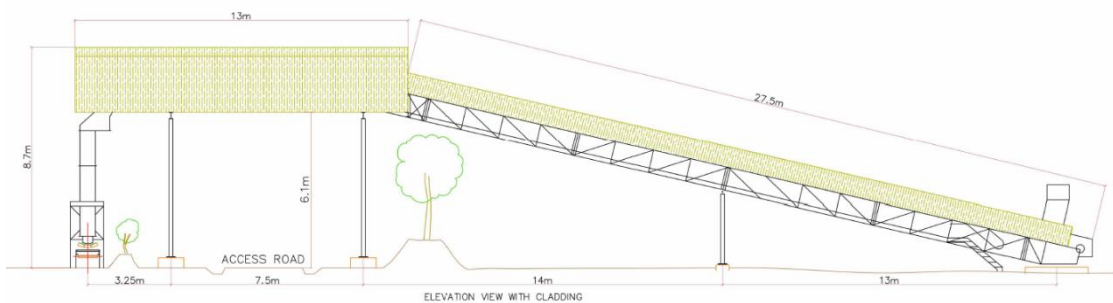 13m
27.5m
8.7m
6.1m
ACCESS ROAD
3.25m
7.5m
14m
13m
ELEVATION VIEW WITH CLADDING